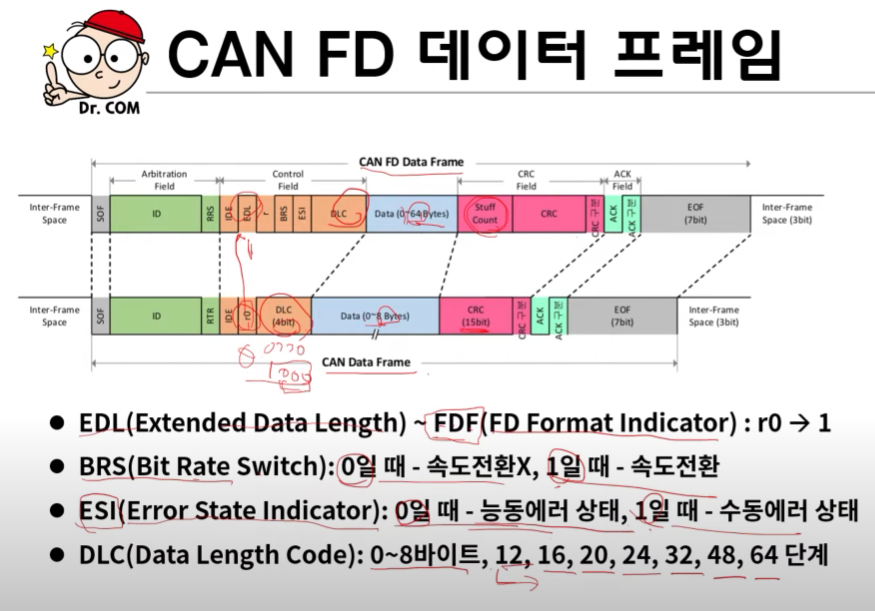 CAN FD 데이터 프레임
Dr. COM
CAN FD Data Frame
Arbitration Field
Control Field
CRC Field
ACK Field
Inter-Frame Space
SOF
ID
RRS
IDE
EDL
r
BRS
ESI
DLC
Data (0~64 Bytes)
Stuff Count
CRC
CRC 구분
ACK
ACK 구분
EOF (7bit)
Inter-Frame Space (3bit)
Inter-Frame Space
SOF
ID
RTR
IDE
r0
DLC (4bit)
Data (0~8 Bytes)
CRC (15bit)
CRC 구분
ACK
ACK 구분
EOF (7bit)
Inter-Frame Space (3bit)
1000
CAN Data Frame
● EDL(Extended Data Length) ~ FDF(FD Format Indicator) : r0 → 1
● BRS(Bit Rate Switch): 0일 때 - 속도전환X, 1일 때 - 속도전환
● ESI(Error State Indicator): 0일 때 - 능동에러 상태, 1일 때 - 수동에러 상태
● DLC(Data Length Code): 0~8바이트, 12, 16, 20, 24, 32, 48, 64 단계